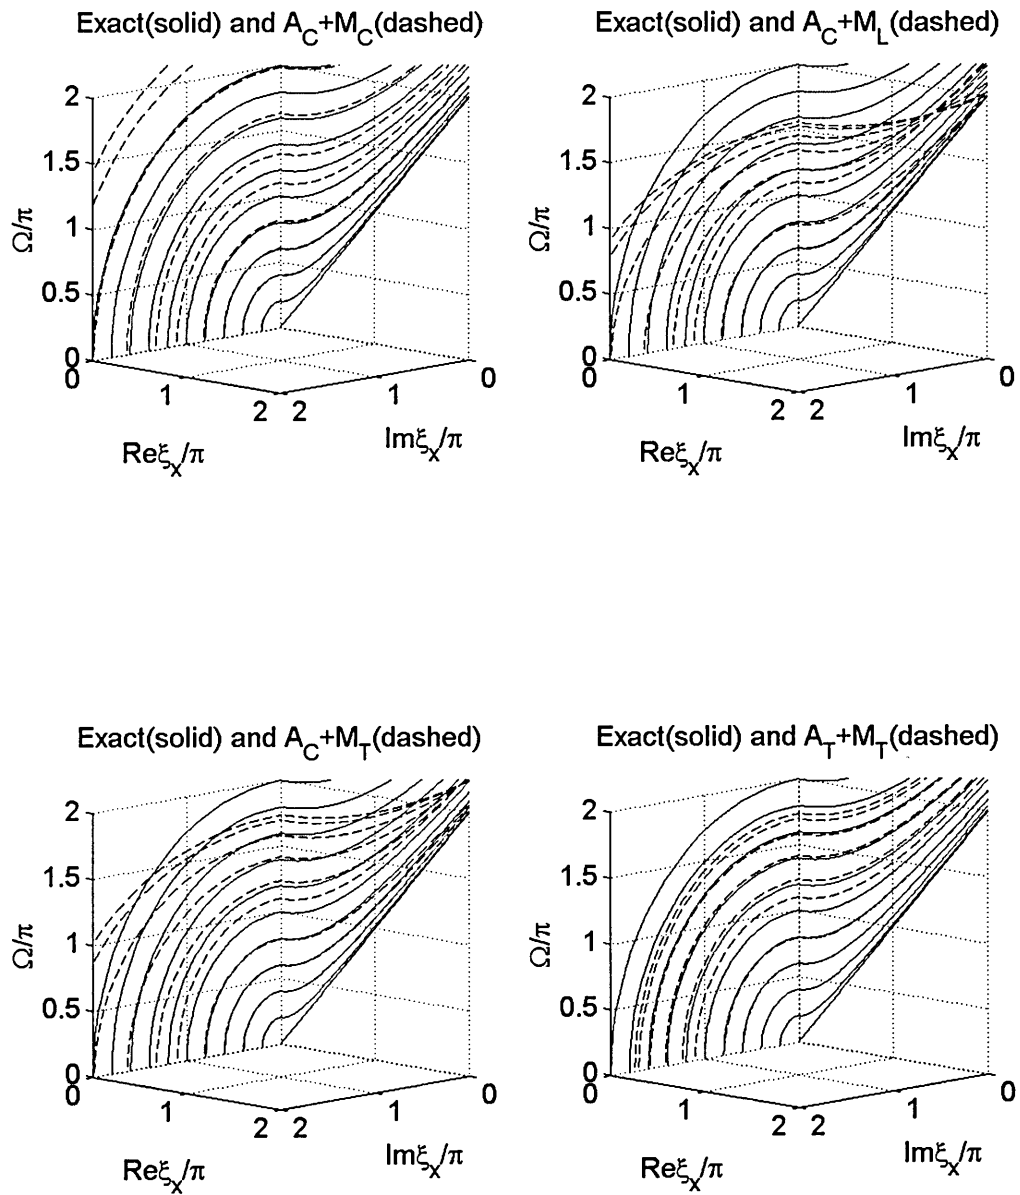 Exact(solid) and A_C+M_C(dashed)
2
1.5
1
0.5
0
Ω/π
0
1
2
2
1
0
Reξ_x/π
Imξ_x/π
Exact(solid) and A_C+M_L(dashed)
2
1.5
1
0.5
0
Ω/π
0
1
2
2
1
0
Reξ_x/π
Imξ_x/π
Exact(solid) and A_C+M_T(dashed)
2
1.5
1
0.5
0
Ω/π
0
1
2
2
1
0
Reξ_x/π
Imξ_x/π
Exact(solid) and A_T+M_T(dashed)
2
1.5
1
0.5
0
Ω/π
0
1
2
2
1
0
Reξ_x/π
Imξ_x/π